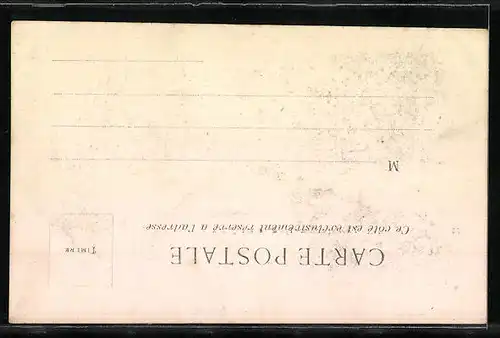 CARTE POSTALE
Ce côté est exclusivement réservé a l'adresse
TIMBRE
M